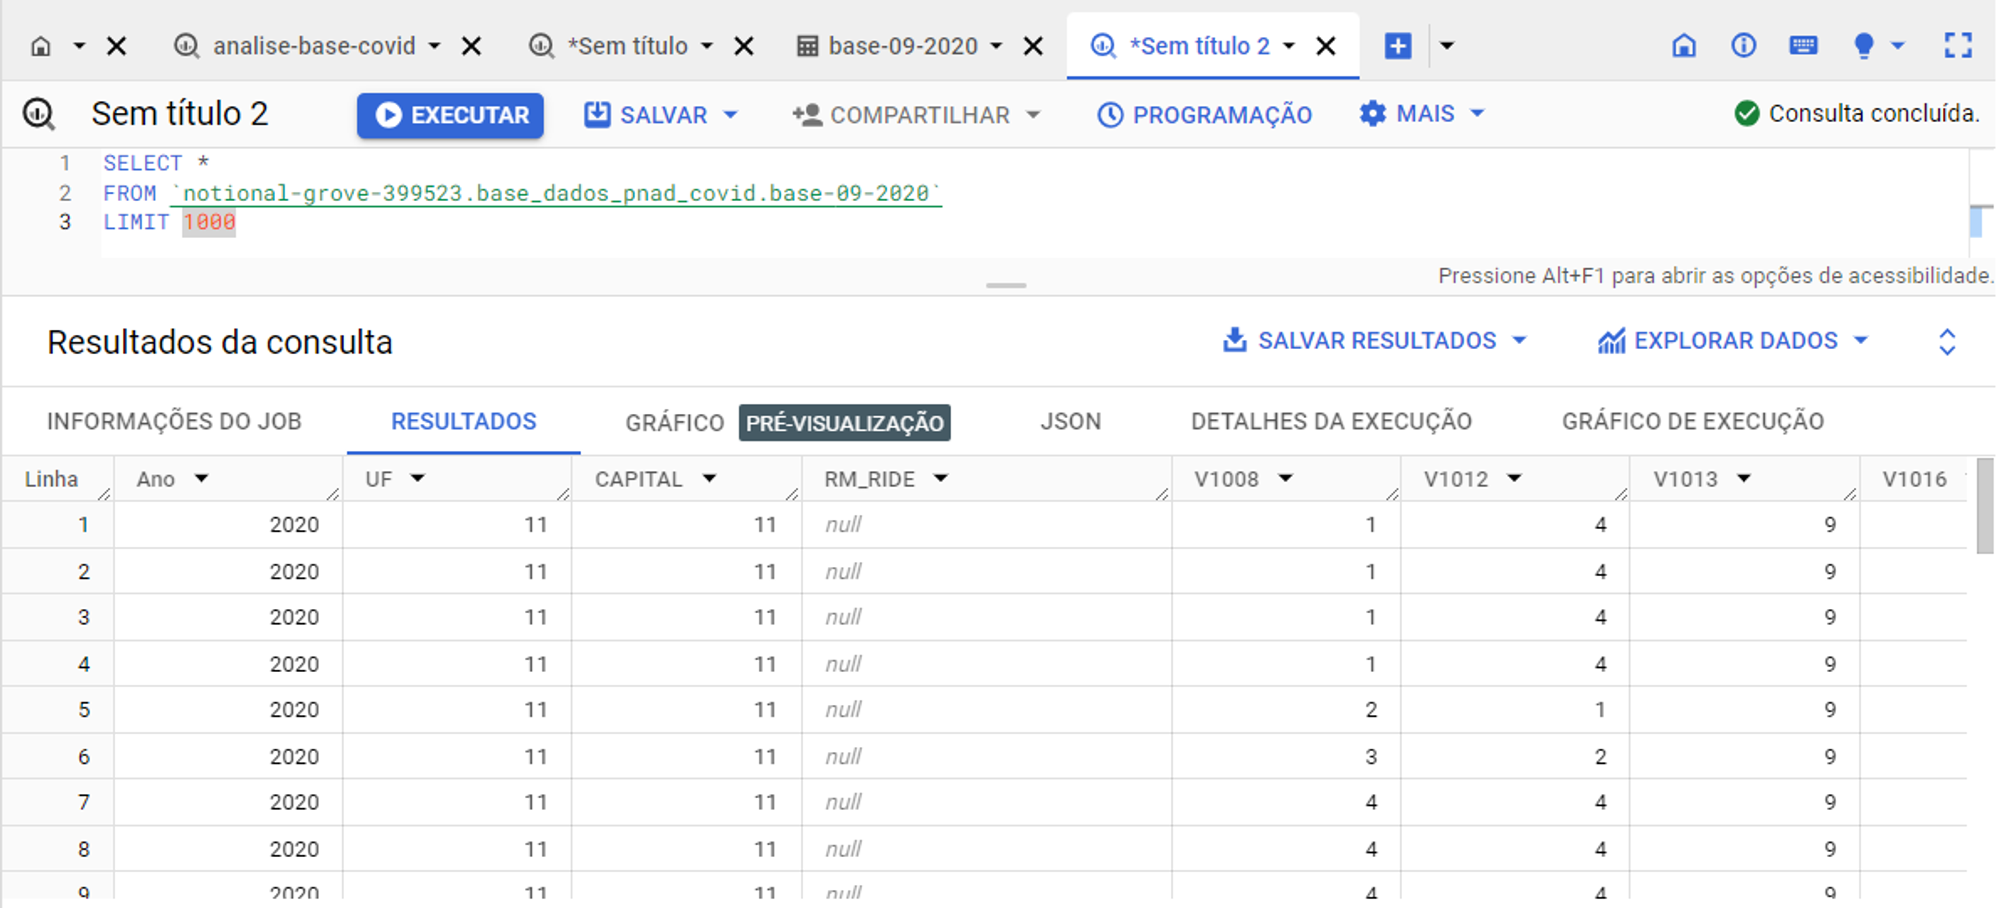 analise-base-covid *Sem título base-09-2020 *Sem título 2
Sem título 2 EXECUTAR SALVAR COMPARTILHAR PROGRAMAÇÃO MAIS Consulta concluída.
1 SELECT *
2 FROM `notional-grove-399523.base_dados_pnad_covid.base-09-2020`
3 LIMIT 1000
Pressione Alt+F1 para abrir as opções de acessibilidade.
Resultados da consulta SALVAR RESULTADOS EXPLORAR DADOS
INFORMAÇÕES DO JOB RESULTADOS GRÁFICO PRÉ-VISUALIZAÇÃO JSON DETALHES DA EXECUÇÃO GRÁFICO DE EXECUÇÃO
Linha Ano UF CAPITAL RM_RIDE V1008 V1012 V1013 V1016
1 2020 11 11 null 1 4 9
2 2020 11 11 null 1 4 9
3 2020 11 11 null 1 4 9
4 2020 11 11 null 1 4 9
5 2020 11 11 null 2 1 9
6 2020 11 11 null 3 2 9
7 2020 11 11 null 4 4 9
8 2020 11 11 null 4 4 9
9 2020 11 11 null 4 4 9